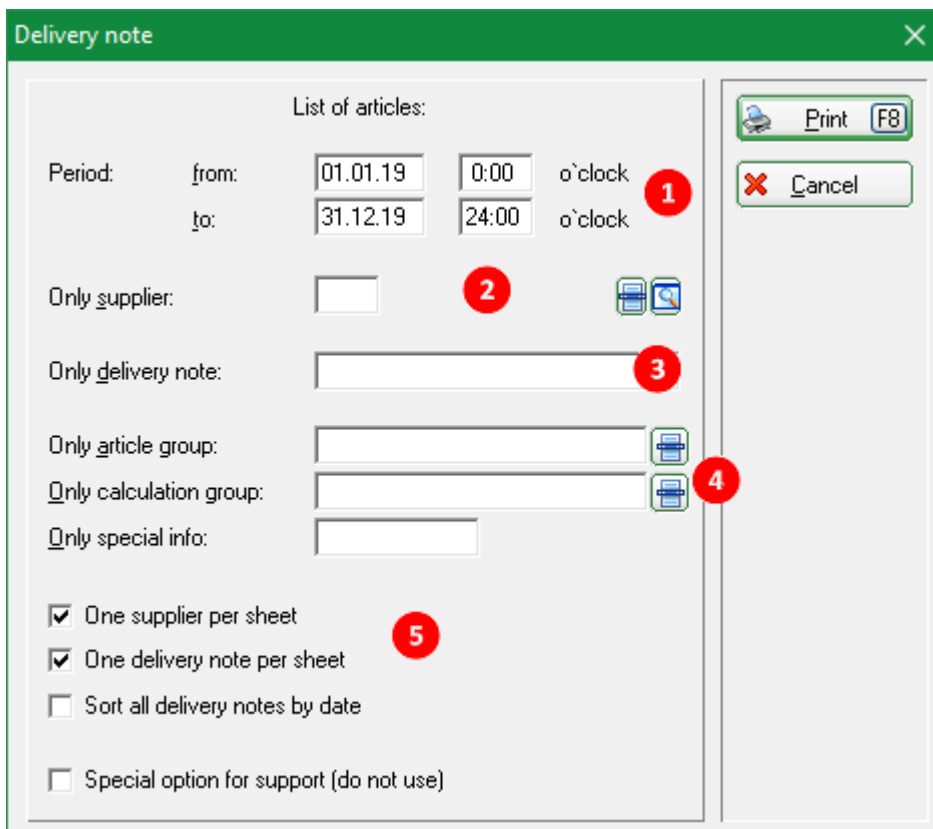 Delivery note
List of articles:
Print F8
Cancel
Period: from: 01.01.19 0:00 o`clock
to: 31.12.19 24:00 o`clock
1
Only supplier: 2
Only delivery note: 3
Only article group:
Only calculation group: 4
Only special info:
One supplier per sheet
5
One delivery note per sheet
Sort all delivery notes by date
Special option for support (do not use)